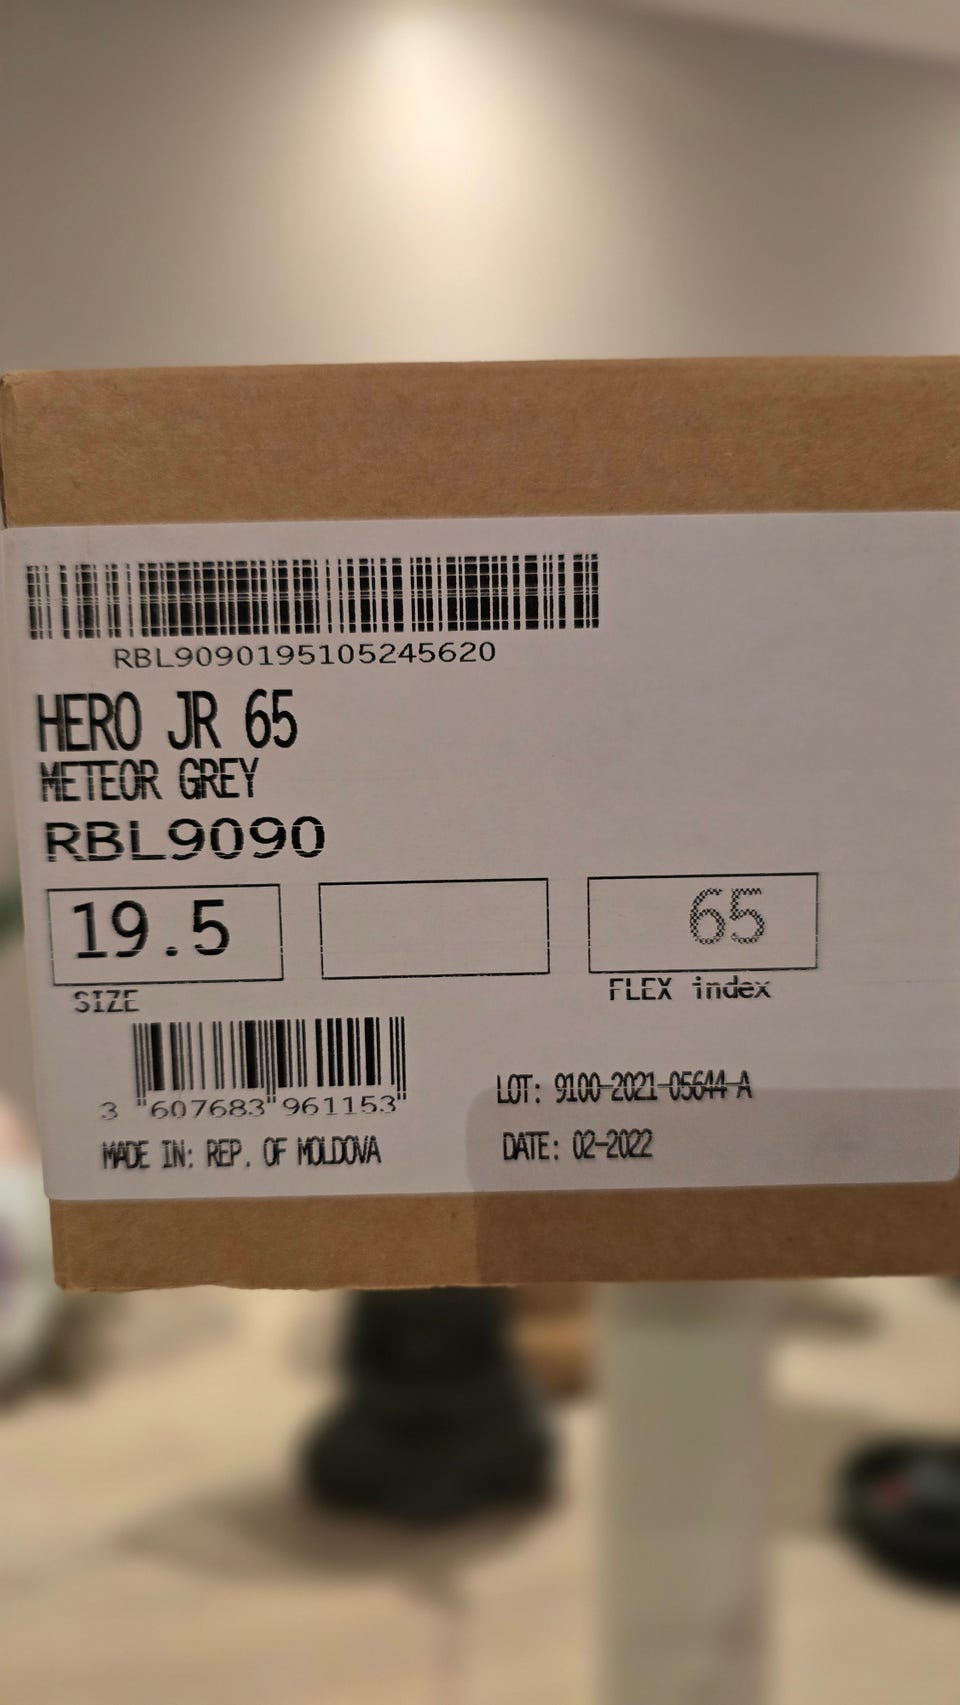 RBL9090195105245620
HERO JR 65
METEOR GREY
RBL9090
19.5
65
SIZE
FLEX index
3 "607683"961153"
LOT: 9100-2021-05644-A
MADE IN: REP. OF MOLDOVA
DATE: 02-2022